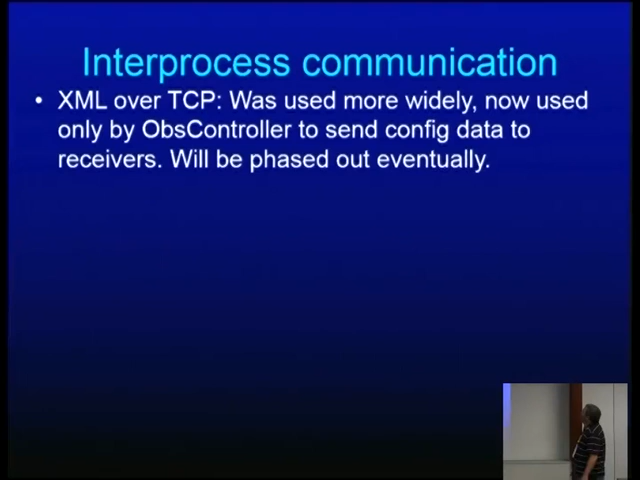 Interprocess communication
• XML over TCP: Was used more widely, now used
only by ObsController to send config data to
receivers. Will be phased out eventually.